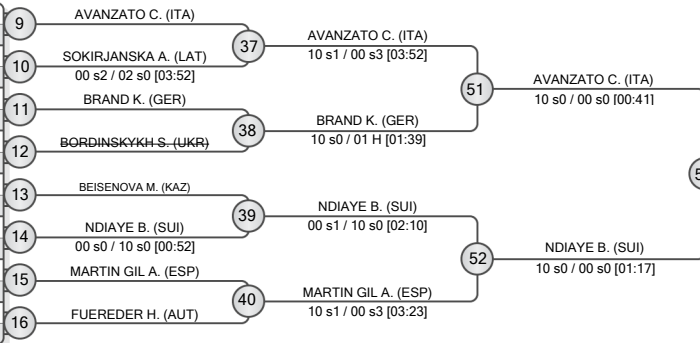 9
AVANZATO C. (ITA)
10
SOKIRJANSKA A. (LAT)
00 s2 / 02 s0 [03:52]
37
AVANZATO C. (ITA)
10 s1 / 00 s3 [03:52]
11
BRAND K. (GER)
12
BORDINSKYKH S. (UKR)
38
BRAND K. (GER)
10 s0 / 01 H [01:39]
51
AVANZATO C. (ITA)
10 s0 / 00 s0 [00:41]
13
BEISENOVA M. (KAZ)
14
NDIAYE B. (SUI)
00 s0 / 10 s0 [00:52]
39
NDIAYE B. (SUI)
00 s1 / 10 s0 [02:10]
15
MARTIN GIL A. (ESP)
16
FUEREDER H. (AUT)
40
MARTIN GIL A. (ESP)
10 s1 / 00 s3 [03:23]
52
NDIAYE B. (SUI)
10 s0 / 00 s0 [01:17]